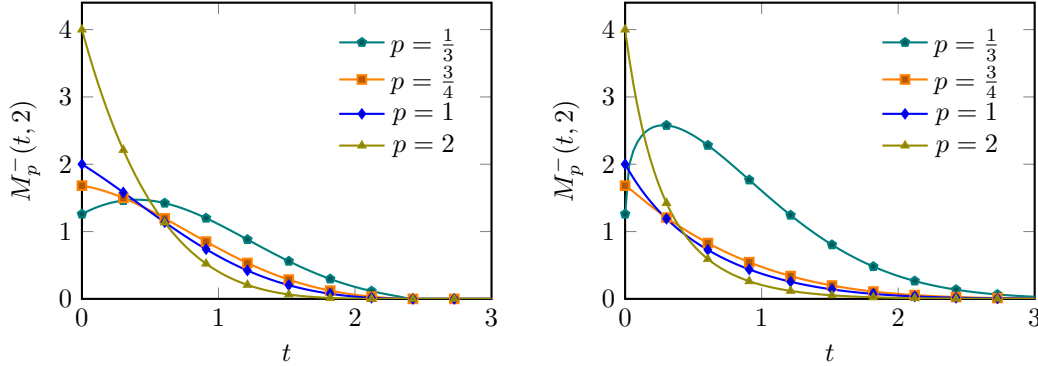 4
3
2
1
0
0
1
2
3
t
M_p^-(t, 2)
p = 1/3
p = 3/4
p = 1
p = 2
4
3
2
1
0
0
1
2
3
t
M_p^-(t, 2)
p = 1/3
p = 3/4
p = 1
p = 2